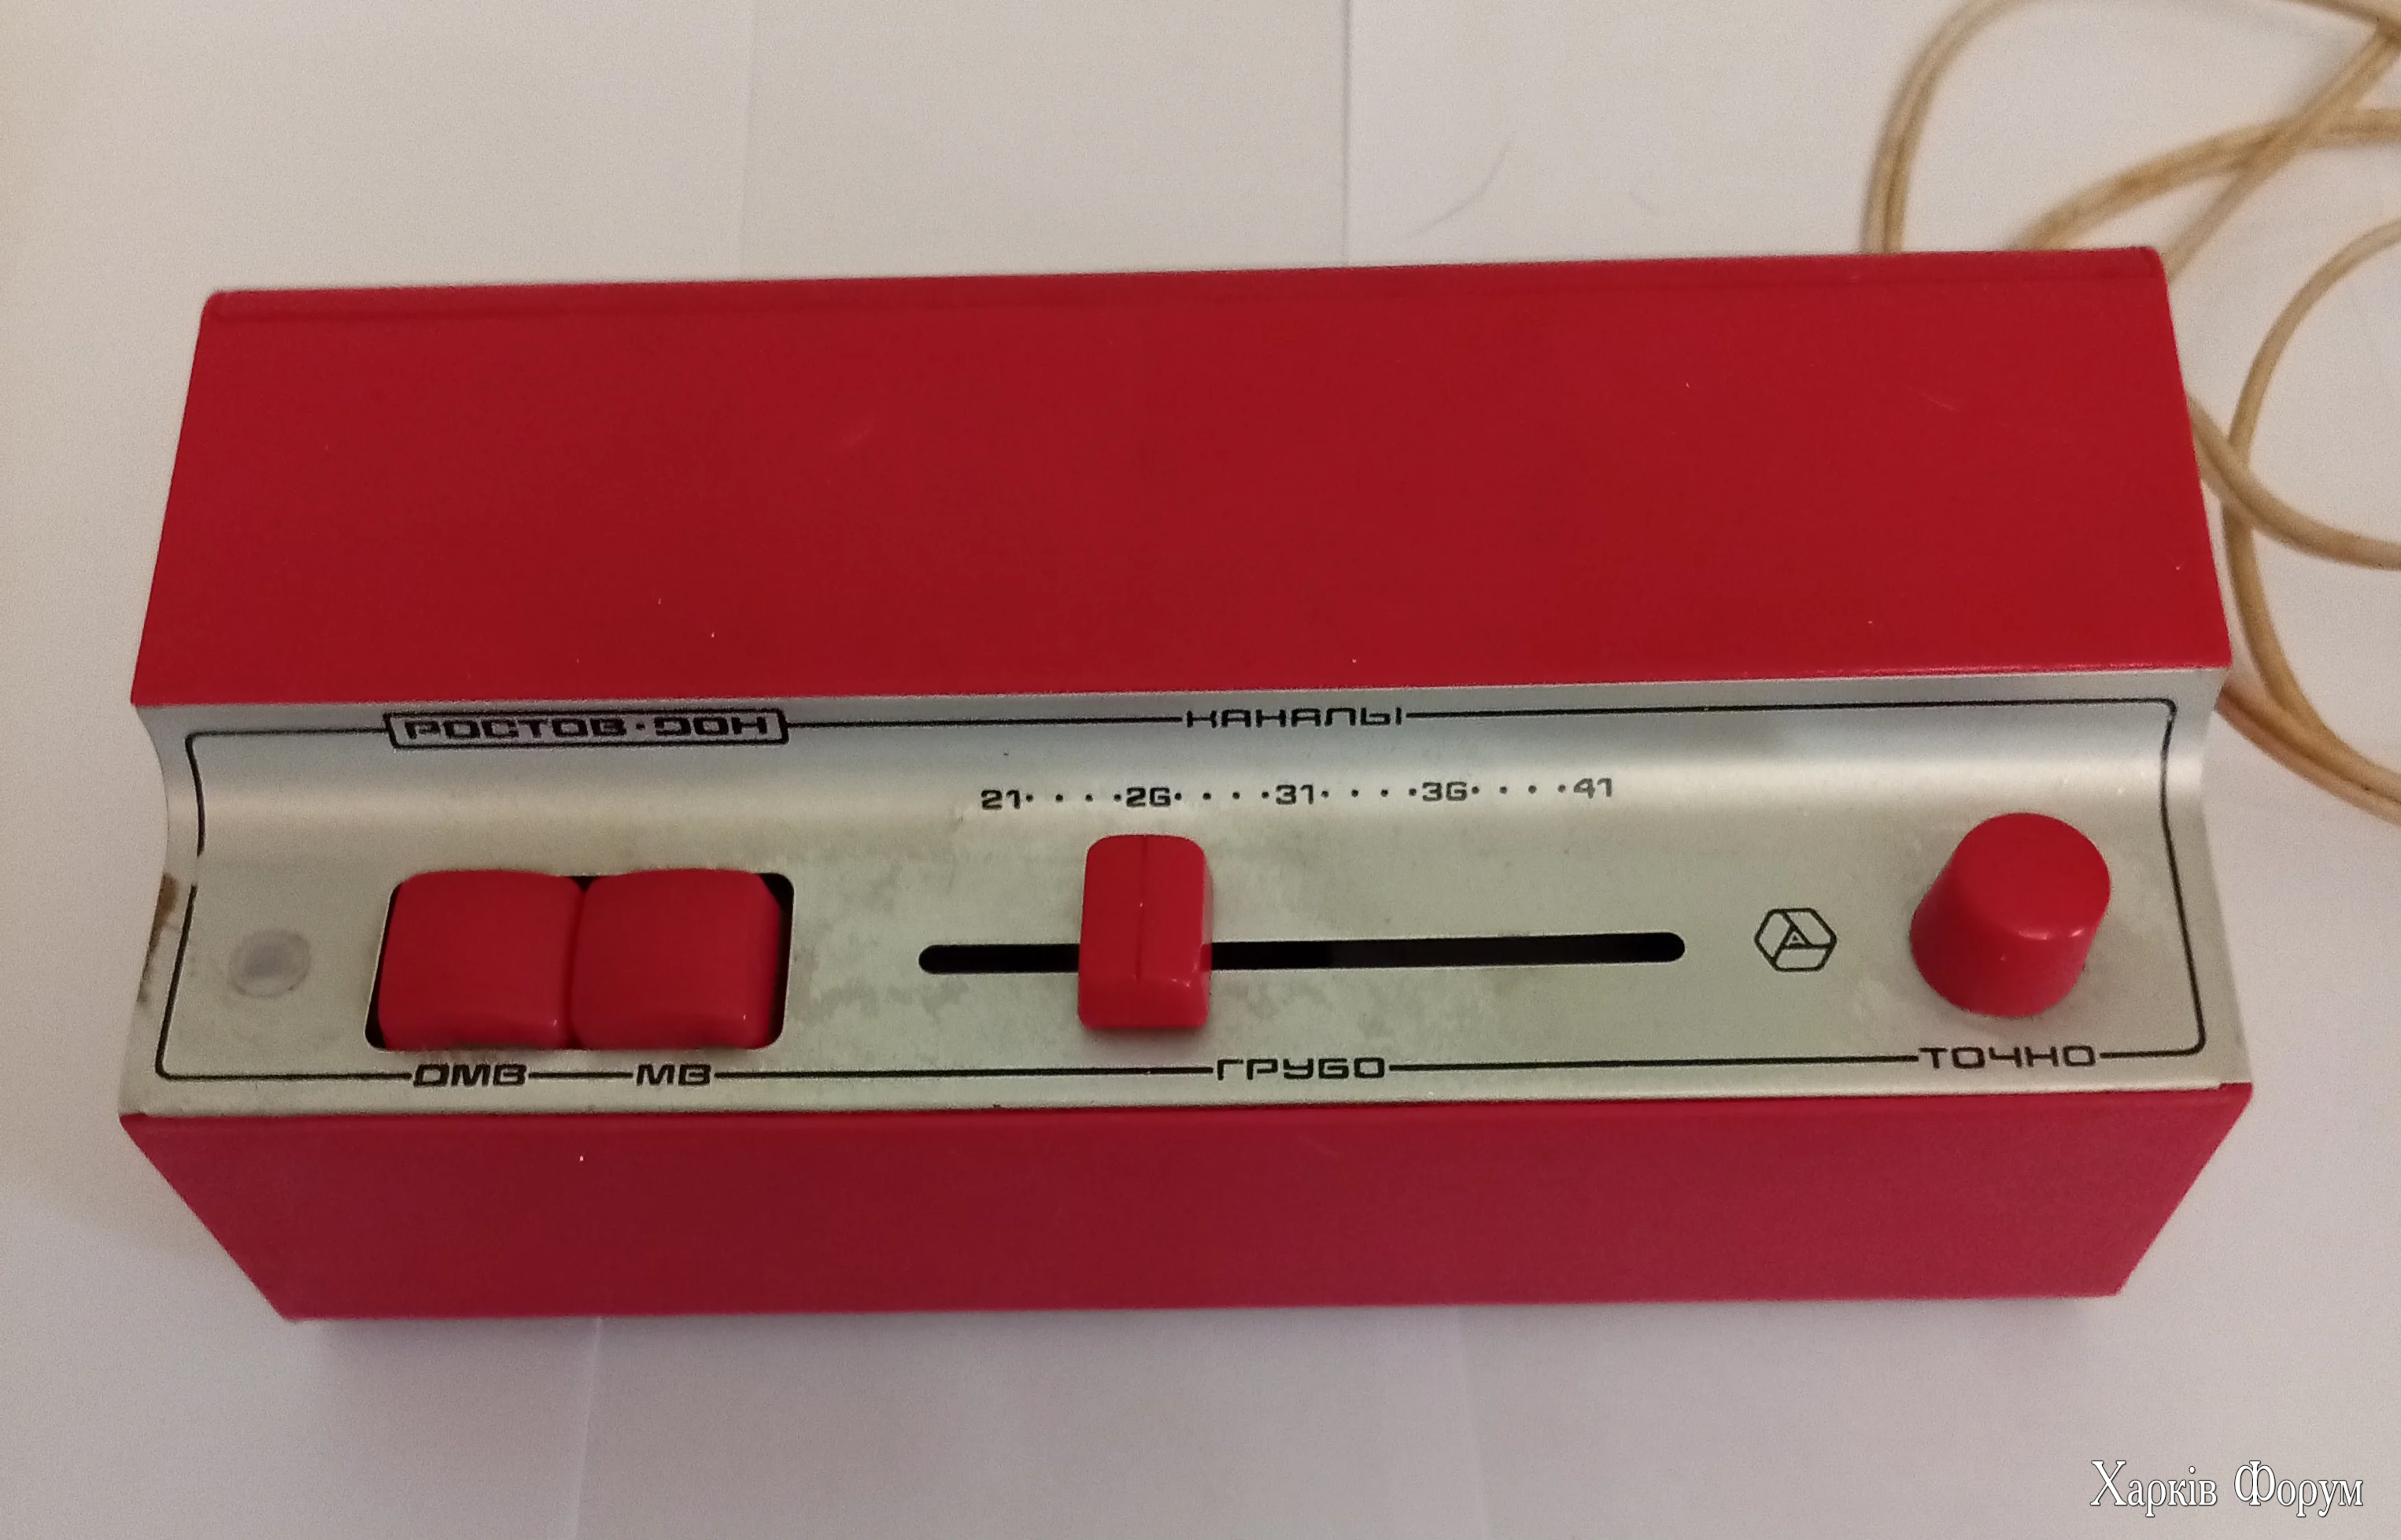 РОСТОВ·ДОН
КАНАЛЫ
21· · · ·26· · · ·31· · · ·36· · · ·41
ДМВ МВ ГРУБО ТОЧНО
Харків Форум